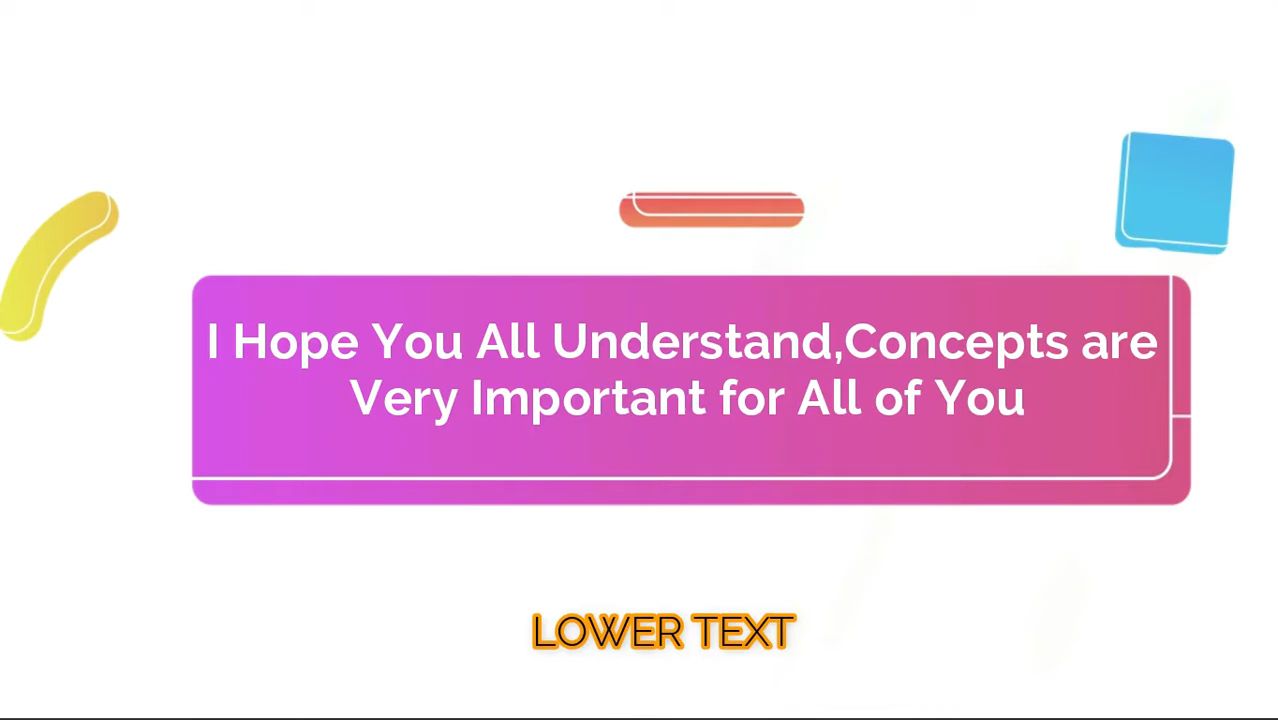 I Hope You All Understand,Concepts are
Very Important for All of You
LOWER TEXT